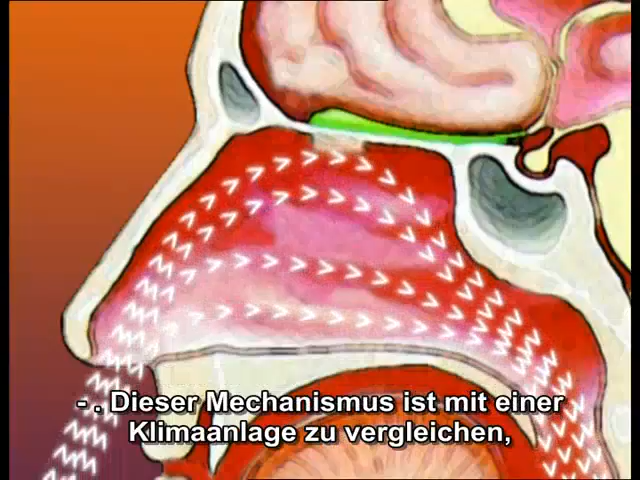 - . Dieser Mechanismus ist mit einer
Klimaanlage zu vergleichen,